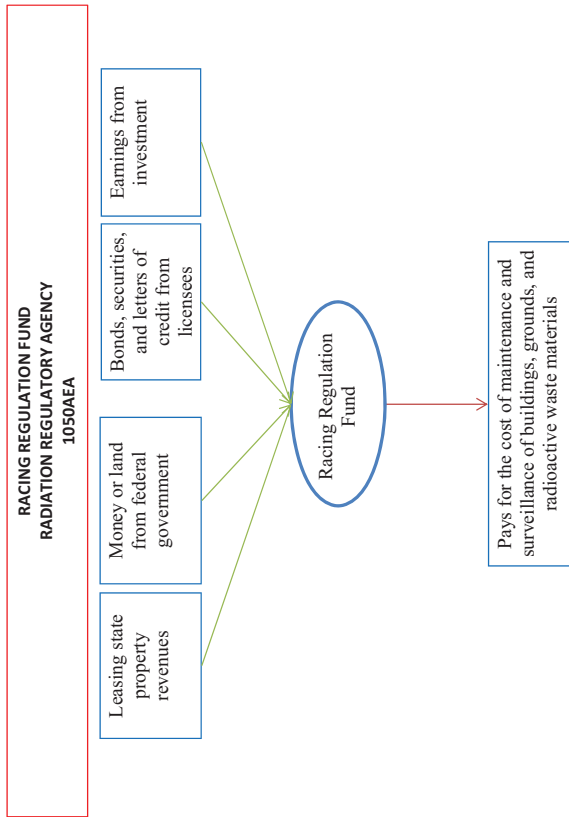 RACING REGULATION FUND
RADIATION REGULATORY AGENCY
1050AEA
Leasing state
property
revenues
Money or land
from federal
government
Bonds, securities,
and letters of
credit from
licensees
Earnings from
investment
Racing Regulation
Fund
Pays for the cost of maintenance and
surveillance of buildings, grounds, and
radioactive waste materials